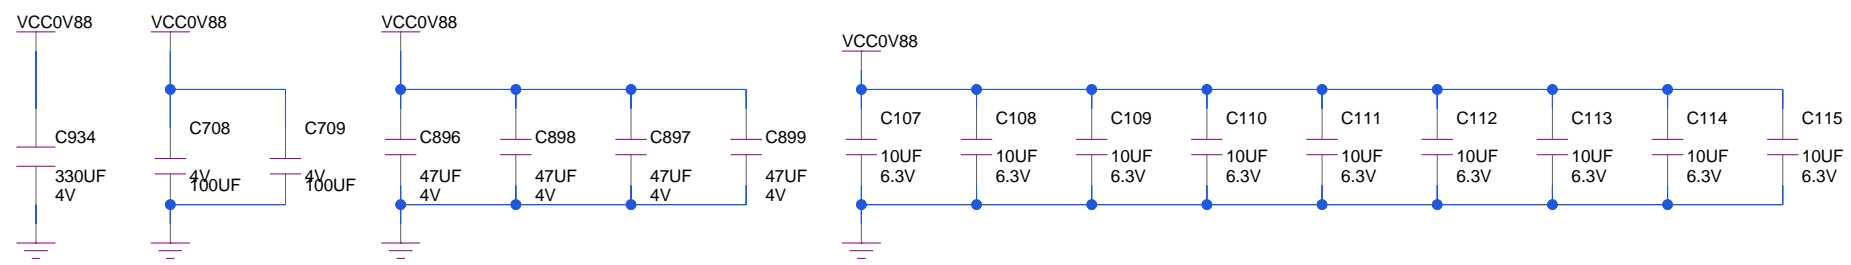 VCC0V88
C934
330UF
4V
VCC0V88
C708
4V
100UF
C709
4V
100UF
VCC0V88
C896
47UF
4V
C898
47UF
4V
C897
47UF
4V
C899
47UF
4V
VCC0V88
C107
10UF
6.3V
C108
10UF
6.3V
C109
10UF
6.3V
C110
10UF
6.3V
C111
10UF
6.3V
C112
10UF
6.3V
C113
10UF
6.3V
C114
10UF
6.3V
C115
10UF
6.3V